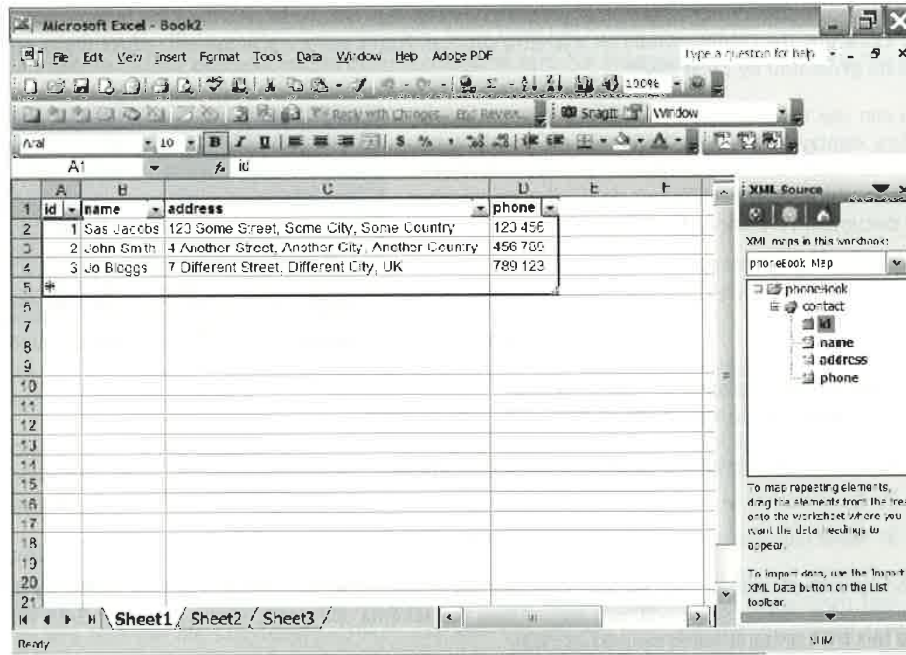 Microsoft Excel - Book2
File Edit View Insert Format Tools Data Window Help Adobe PDF
Type a question for help
100%
Reply with Changes... End Review...
SnagIt Window
Arial 10 B I U $ % ,
A1 fx id
A B C D E F
1 id name address phone
2 1 Sas Jacobs 123 Some Street, Some City, Some Country 123 456
3 2 John Smith 4 Another Street, Another City, Another Country 456 789
4 3 Jo Bloggs 7 Different Street, Different City, UK 789 123
5 *
6
7
8
9
10
11
12
13
14
15
16
17
18
19
20
21
XML Source
XML maps in this workbook:
phoneBook_Map
phoneBook
contact
id
name
address
phone
To map repeating elements,
drag the elements from the tree
onto the worksheet where you
want the data headings to
appear.
To import data, use the Import
XML Data button on the List
toolbar.
Sheet1 / Sheet2 / Sheet3 /
Ready
NUM